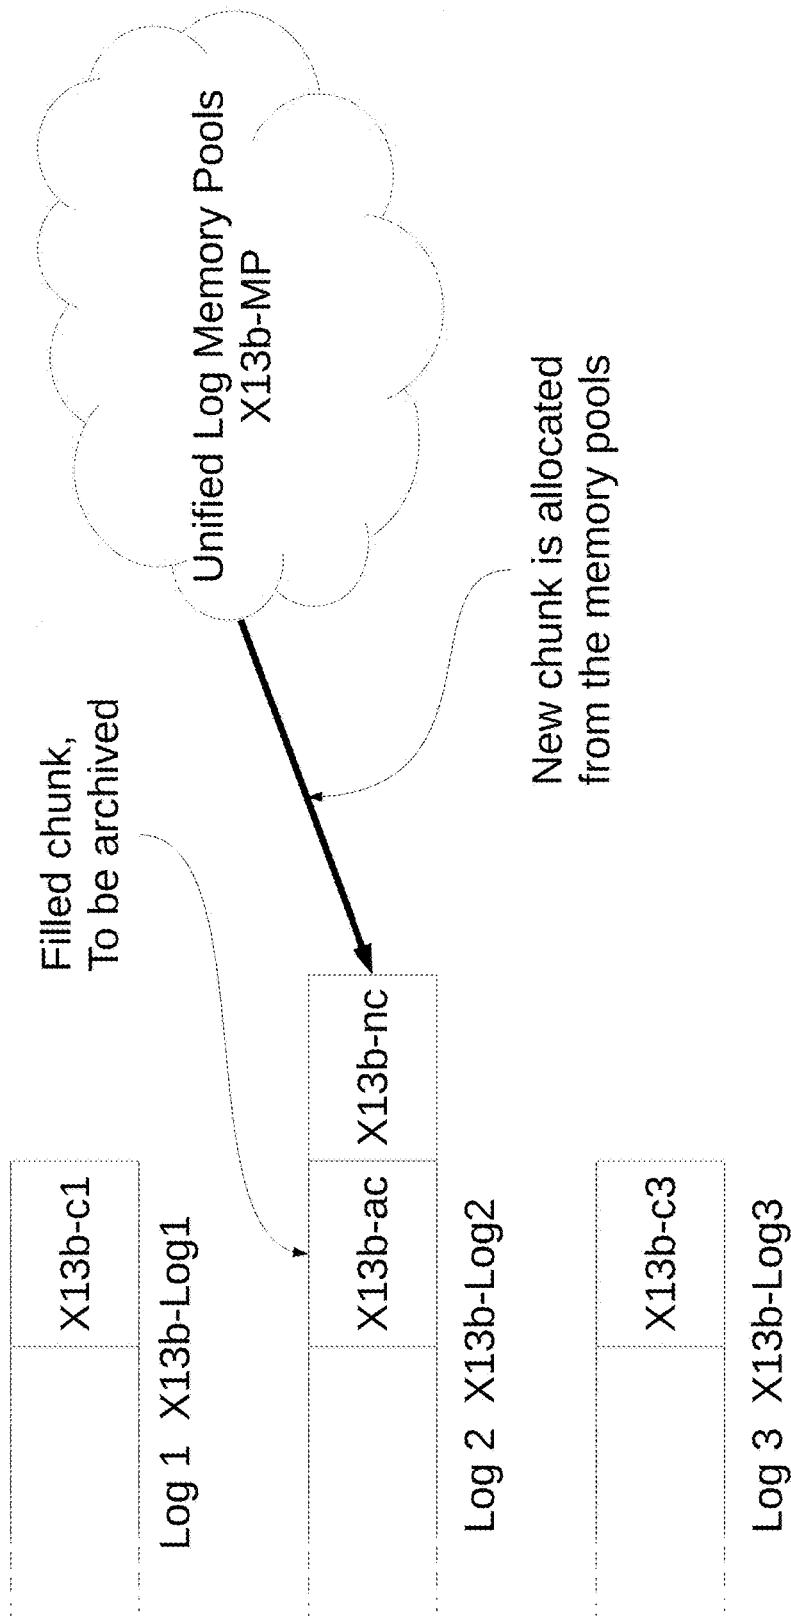 Unified Log Memory Pools
X13b-MP
Filled chunk,
To be archived
New chunk is allocated
from the memory pools
X13b-c1
Log 1 X13b-Log1
X13b-ac
X13b-nc
Log 2 X13b-Log2
X13b-c3
Log 3 X13b-Log3